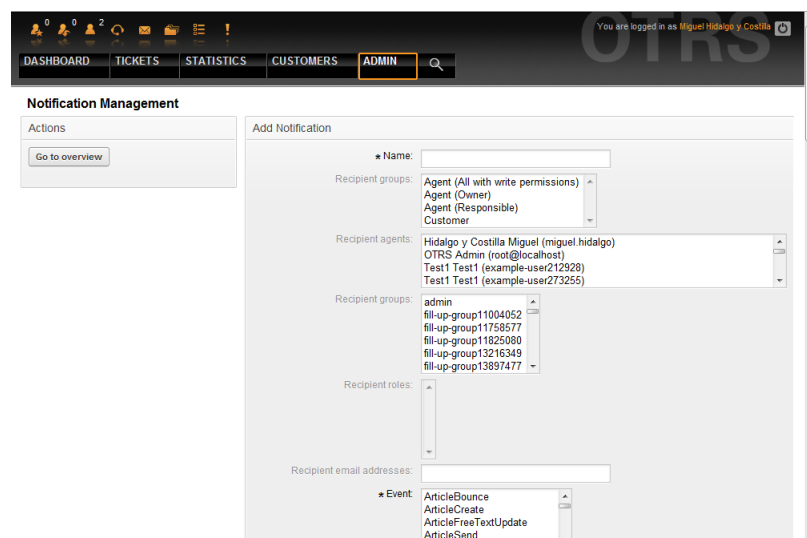 0 0 2
OTRS
You are logged in as Miguel Hidalgo y Costilla
DASHBOARD TICKETS STATISTICS CUSTOMERS ADMIN
Notification Management
Actions
Go to overview
Add Notification
★ Name:
Recipient groups:
Agent (All with write permissions)
Agent (Owner)
Agent (Responsible)
Customer
Recipient agents:
Hidalgo y Costilla Miguel (miguel.hidalgo)
OTRS Admin (root@localhost)
Test1 Test1 (example-user212928)
Test1 Test1 (example-user273255)
Recipient groups:
admin
fill-up-group11004052
fill-up-group11758577
fill-up-group11825080
fill-up-group13216349
fill-up-group13897477
Recipient roles:
Recipient email addresses:
★ Event:
ArticleBounce
ArticleCreate
ArticleFreeTextUpdate
ArticleSend